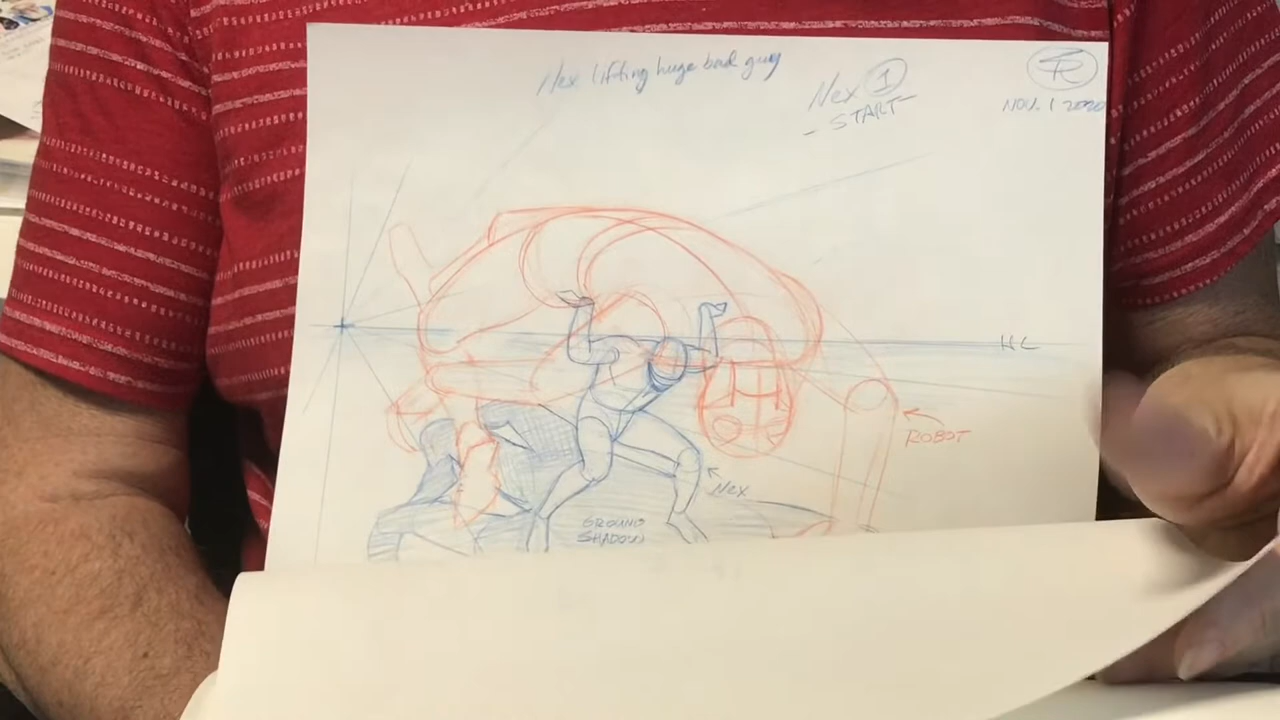 Nex lifting huge bad guy
Nex 1
- START -
NOV. 1 2020
HL
ROBOT
Nex
GROUND
SHADOW